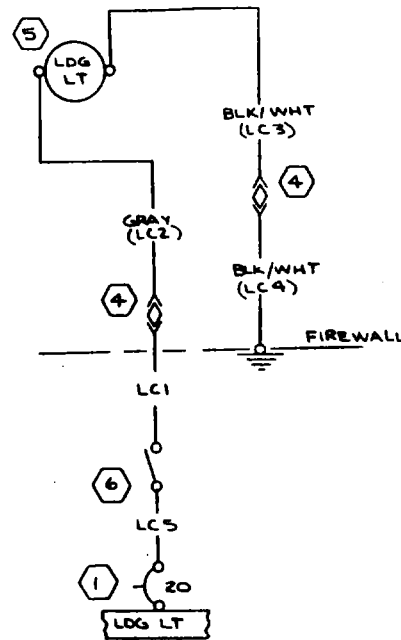 5
LDG
LT
BLK/WHT
(LC3)
4
GRAY
(LC2)
BLK/WHT
(LC4)
4
FIREWALL
LC1
6
LC5
1
20
LDG LT